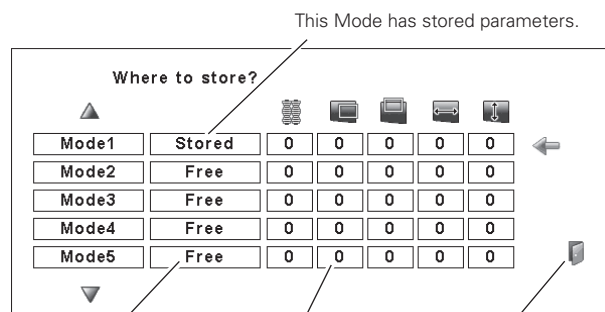 This Mode has stored parameters.
Where to store?
Mode1 Stored 0 0 0 0 0
Mode2 Free 0 0 0 0 0
Mode3 Free 0 0 0 0 0
Mode4 Free 0 0 0 0 0
Mode5 Free 0 0 0 0 0